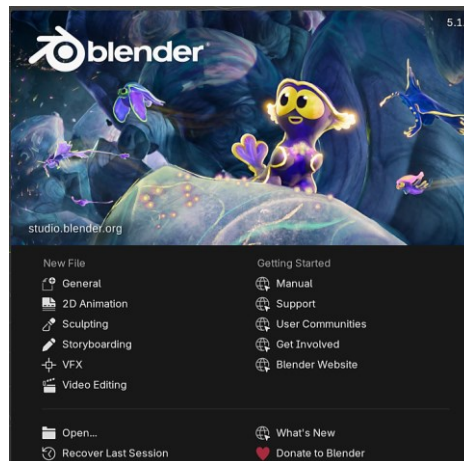 blender
5.1.
studio.blender.org
New File
General
2D Animation
Sculpting
Storyboarding
VFX
Video Editing
Getting Started
Manual
Support
User Communities
Get Involved
Blender Website
Open...
Recover Last Session
What's New
Donate to Blender